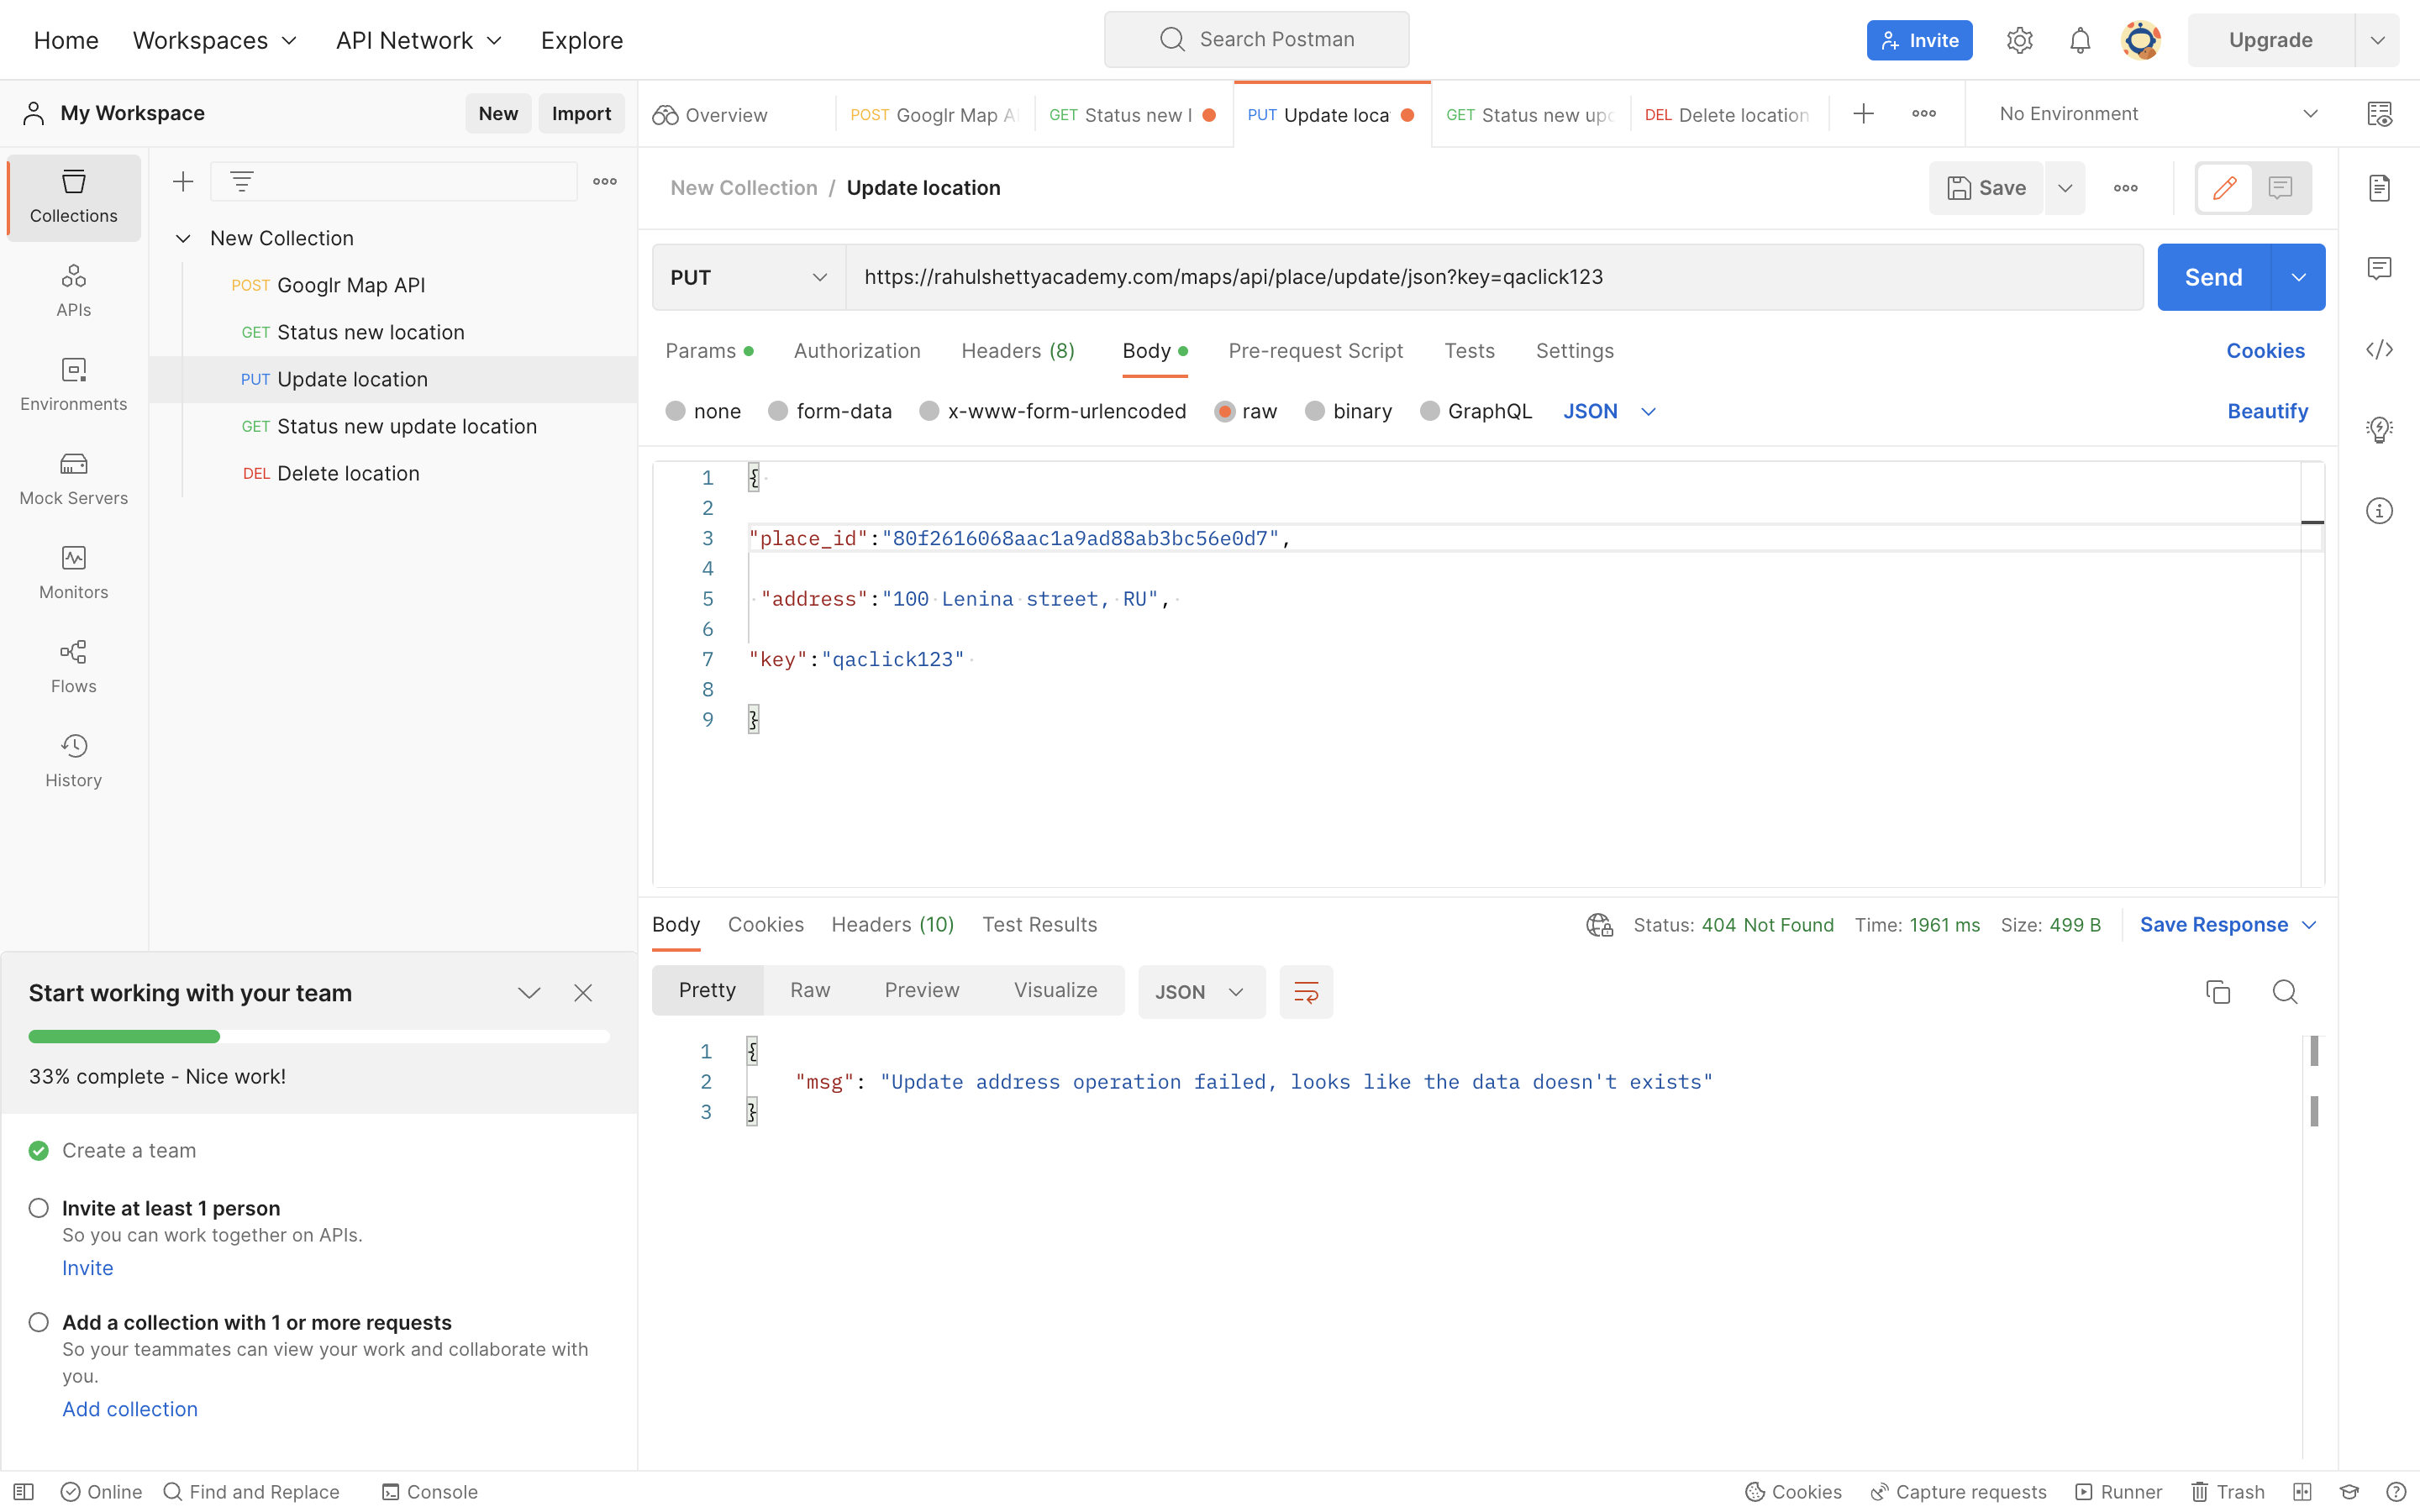 Home Workspaces API Network Explore Search Postman Invite Upgrade
My Workspace New Import
Overview POST Googlr Map A GET Status new l PUT Update loca GET Status new upd DEL Delete location No Environment
Collections
APIs
Environments
Mock Servers
Monitors
Flows
History
New Collection
POST Googlr Map API
GET Status new location
PUT Update location
GET Status new update location
DEL Delete location
New Collection / Update location Save
PUT https://rahulshettyacademy.com/maps/api/place/update/json?key=qaclick123 Send
Params Authorization Headers (8) Body Pre-request Script Tests Settings Cookies
none form-data x-www-form-urlencoded raw binary GraphQL JSON Beautify
1 {
2
3 "place_id":"80f2616068aac1a9ad88ab3bc56e0d7",
4
5 "address":"100 Lenina street, RU",
6
7 "key":"qaclick123"
8
9 }
Body Cookies Headers (10) Test Results Status: 404 Not Found Time: 1961 ms Size: 499 B Save Response
Pretty Raw Preview Visualize JSON
1 {
2 "msg": "Update address operation failed, looks like the data doesn't exists"
3 }
Start working with your team
33% complete - Nice work!
Create a team
Invite at least 1 person
So you can work together on APIs.
Invite
Add a collection with 1 or more requests
So your teammates can view your work and collaborate with
you.
Add collection
Online Find and Replace Console Cookies Capture requests Runner Trash